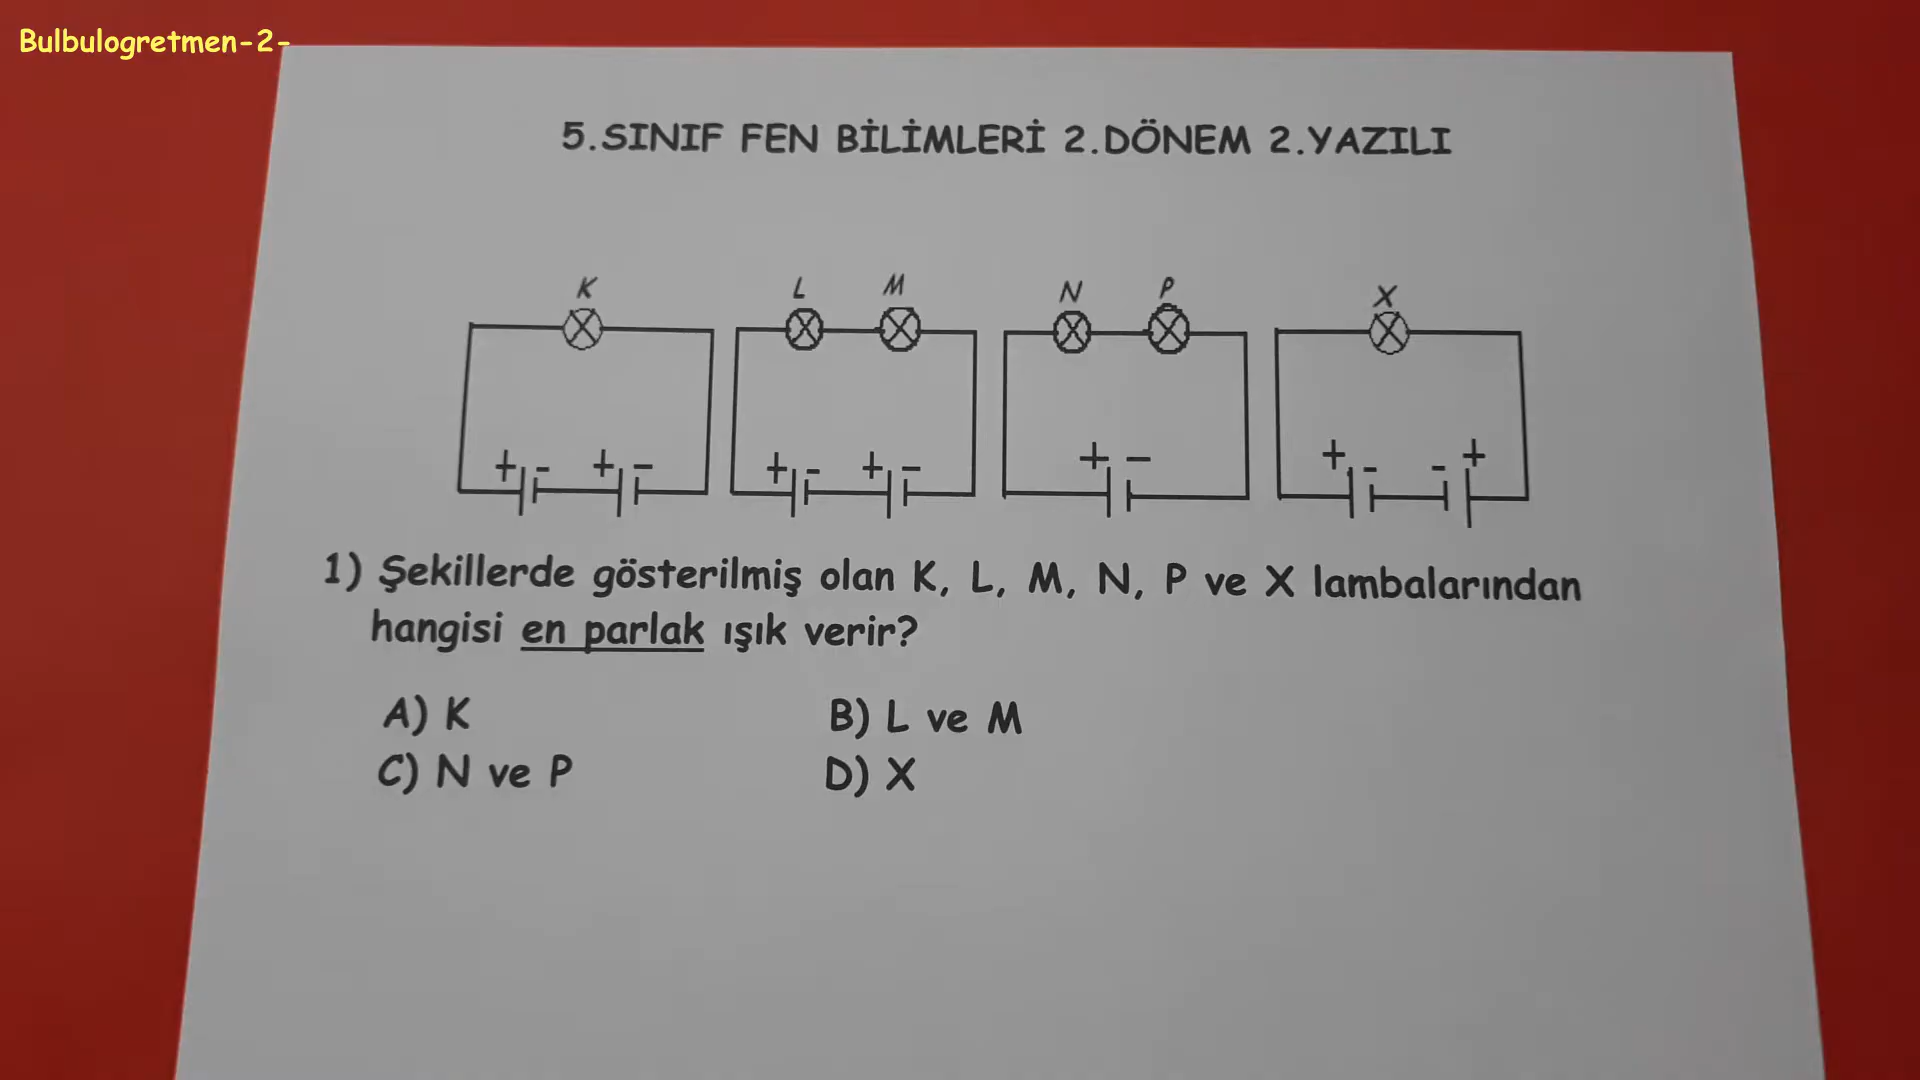 Bulbulogretmen-2-
5.SINIF FEN BİLİMLERİ 2.DÖNEM 2.YAZILI
K L M N P X
+ - + - + - + - + - + - - +
1) Şekillerde gösterilmiş olan K, L, M, N, P ve X lambalarından
hangisi en parlak ışık verir?
A) K B) L ve M
C) N ve P D) X